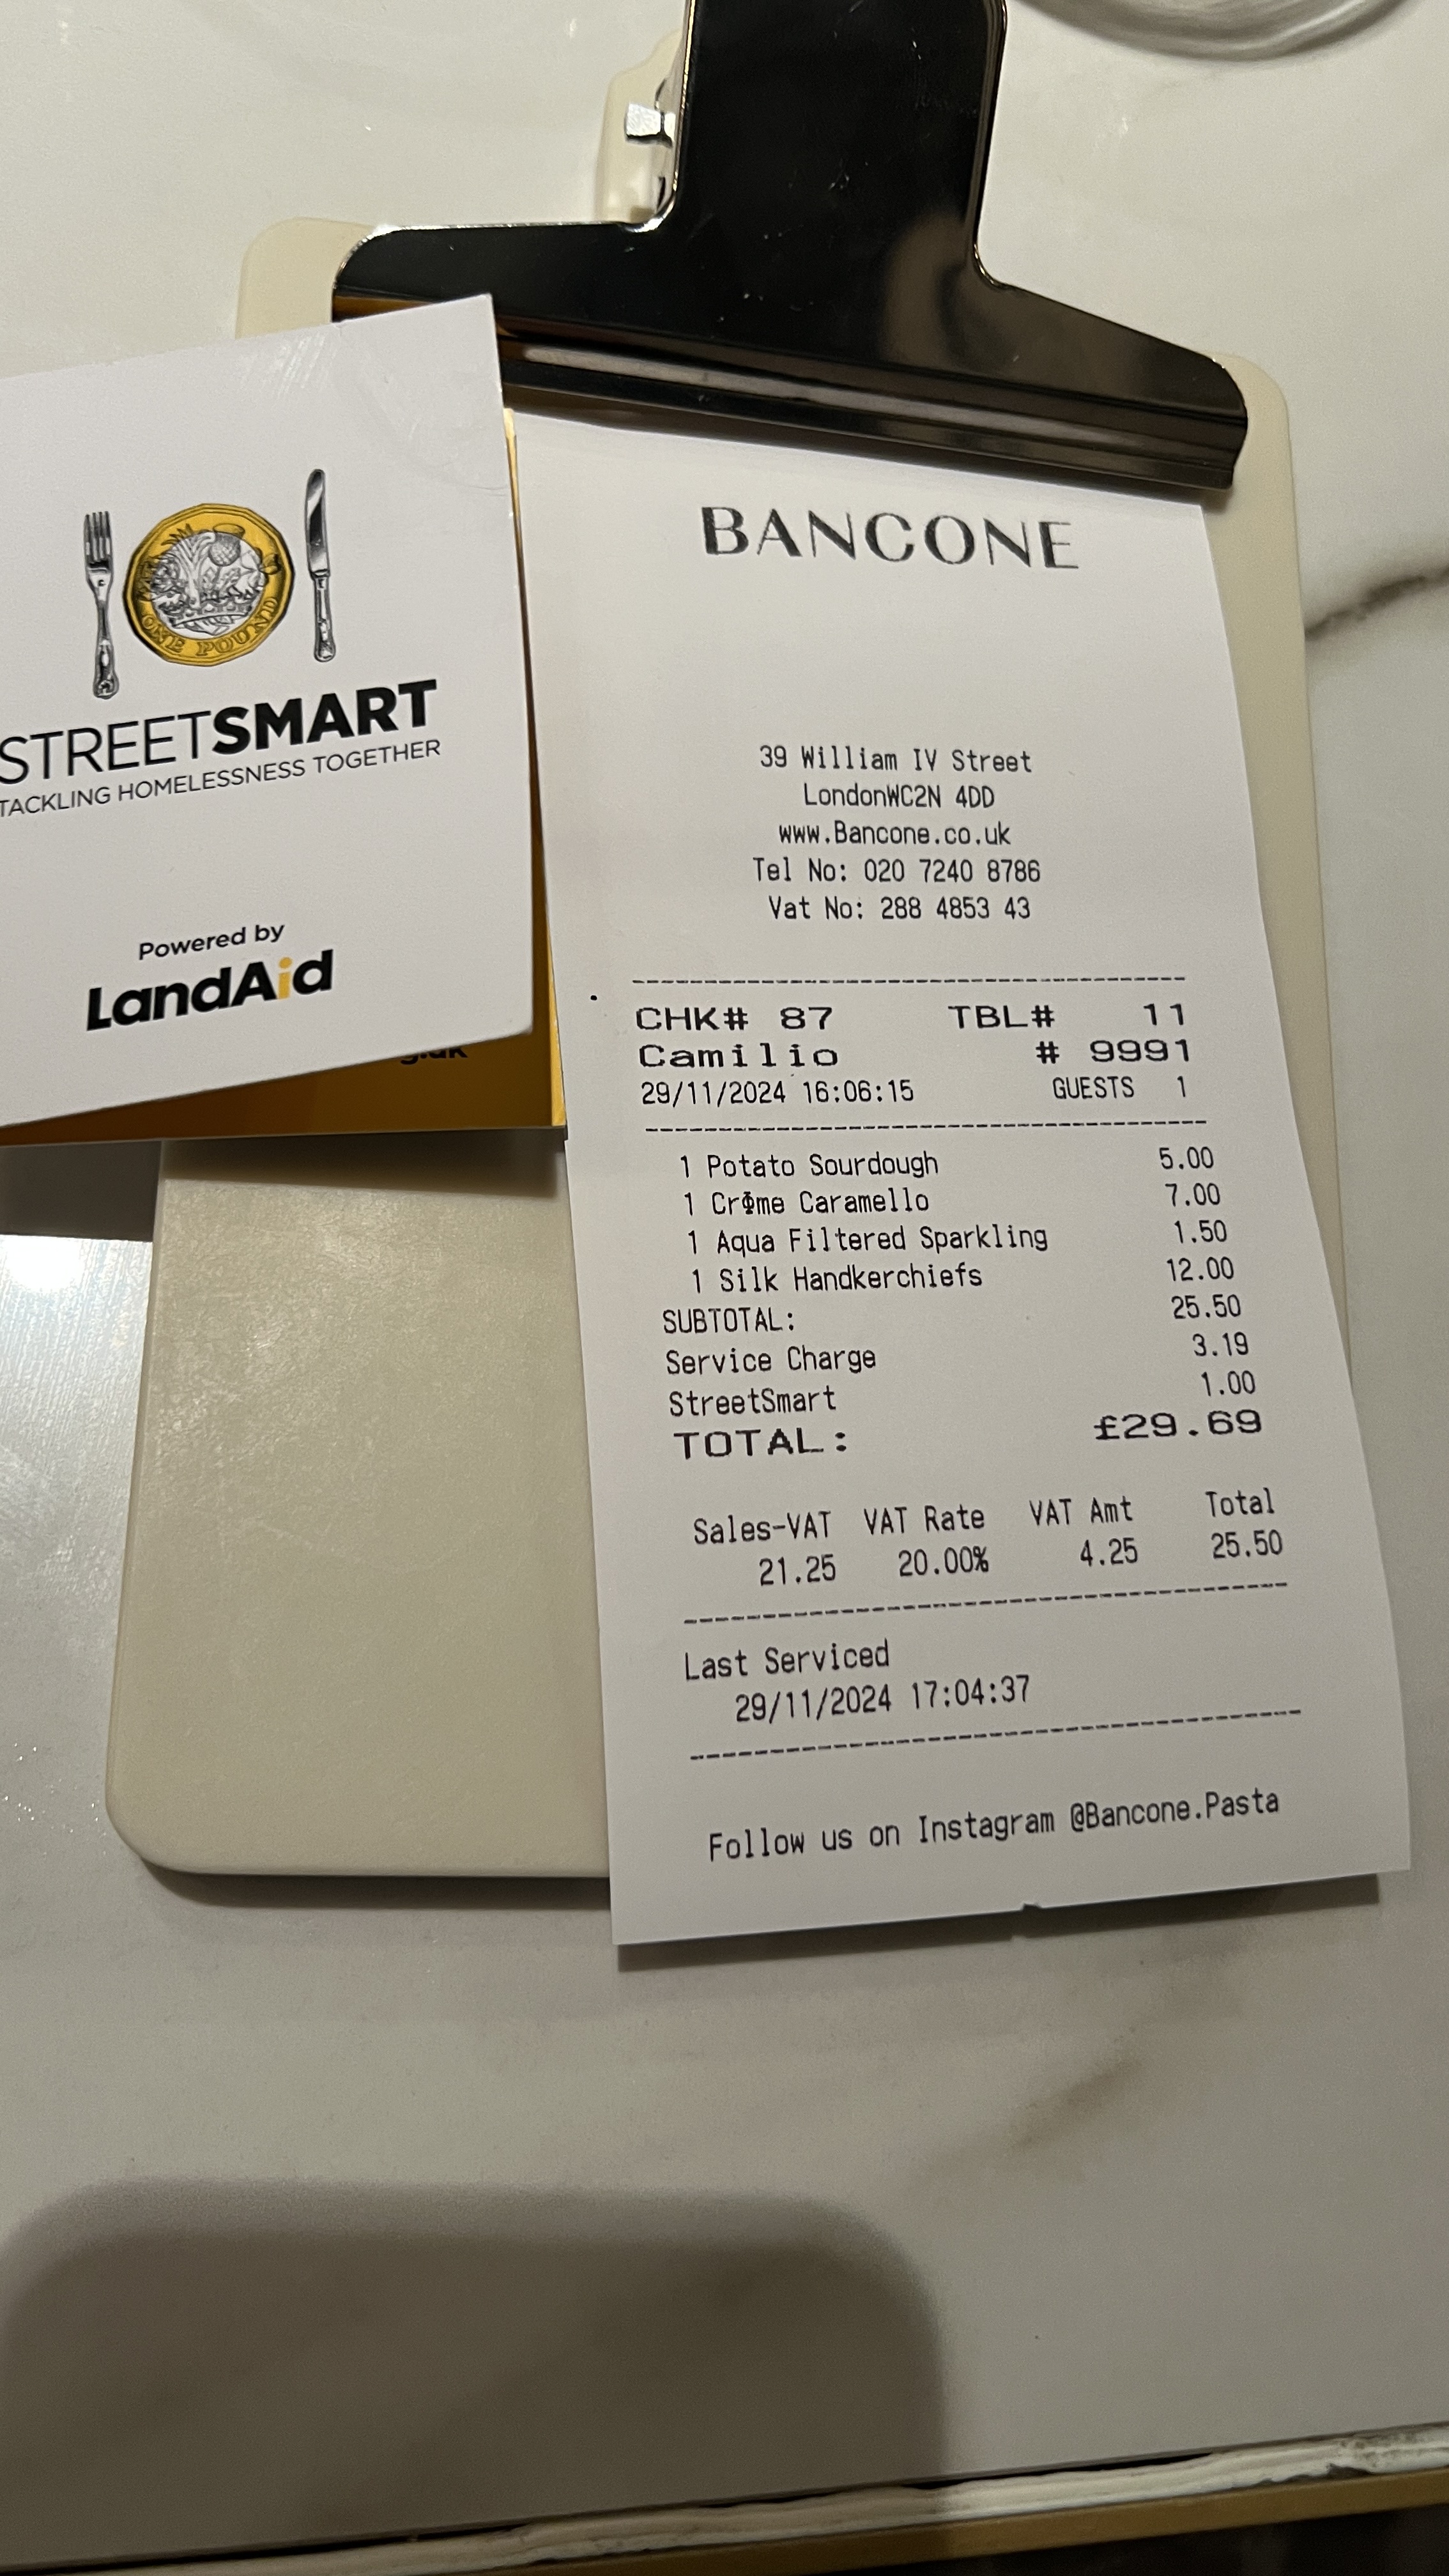 ONE POUND
STREETSMART
TACKLING HOMELESSNESS TOGETHER
Powered by
LandAid
g.uk
BANCONE
39 William IV Street
LondonWC2N 4DD
www.Bancone.co.uk
Tel No: 020 7240 8786
Vat No: 288 4853 43
CHK# 87 TBL# 11
Camilio # 9991
29/11/2024 16:06:15 GUESTS 1
1 Potato Sourdough 5.00
1 CrΦme Caramello 7.00
1 Aqua Filtered Sparkling 1.50
1 Silk Handkerchiefs 12.00
SUBTOTAL: 25.50
Service Charge 3.19
StreetSmart 1.00
TOTAL: £29.69
Sales-VAT VAT Rate VAT Amt Total
21.25 20.00% 4.25 25.50
Last Serviced
29/11/2024 17:04:37
Follow us on Instagram @Bancone.Pasta